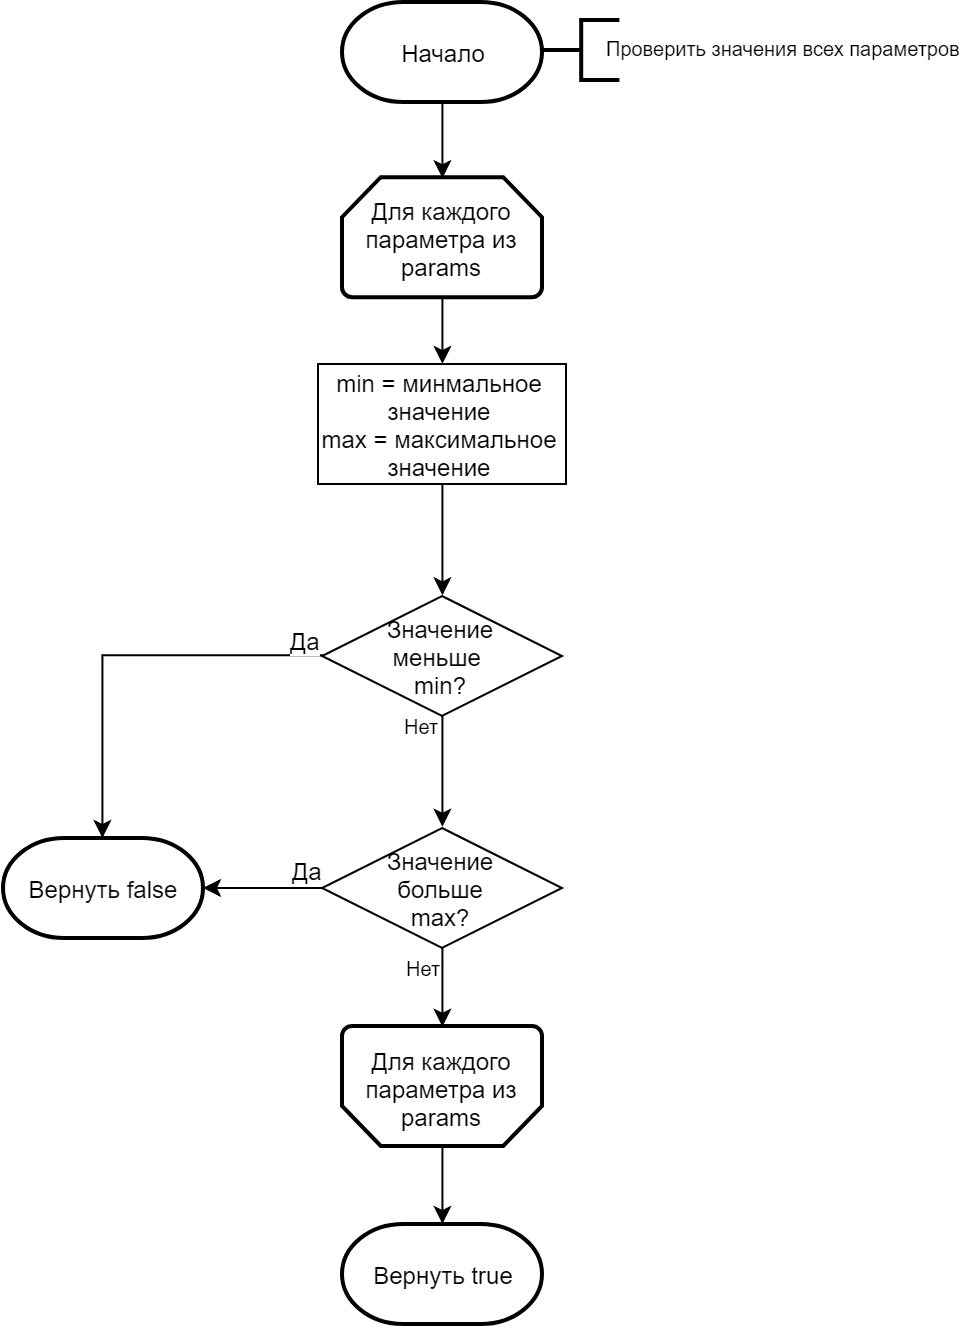 Начало
Проверить значения всех параметров
Для каждого
параметра из
params
min = минмальное
значение
max = максимальное
значение
Да
Значение
меньше
min?
Нет
Вернуть false
Да
Значение
больше
max?
Нет
Для каждого
параметра из
params
Вернуть true